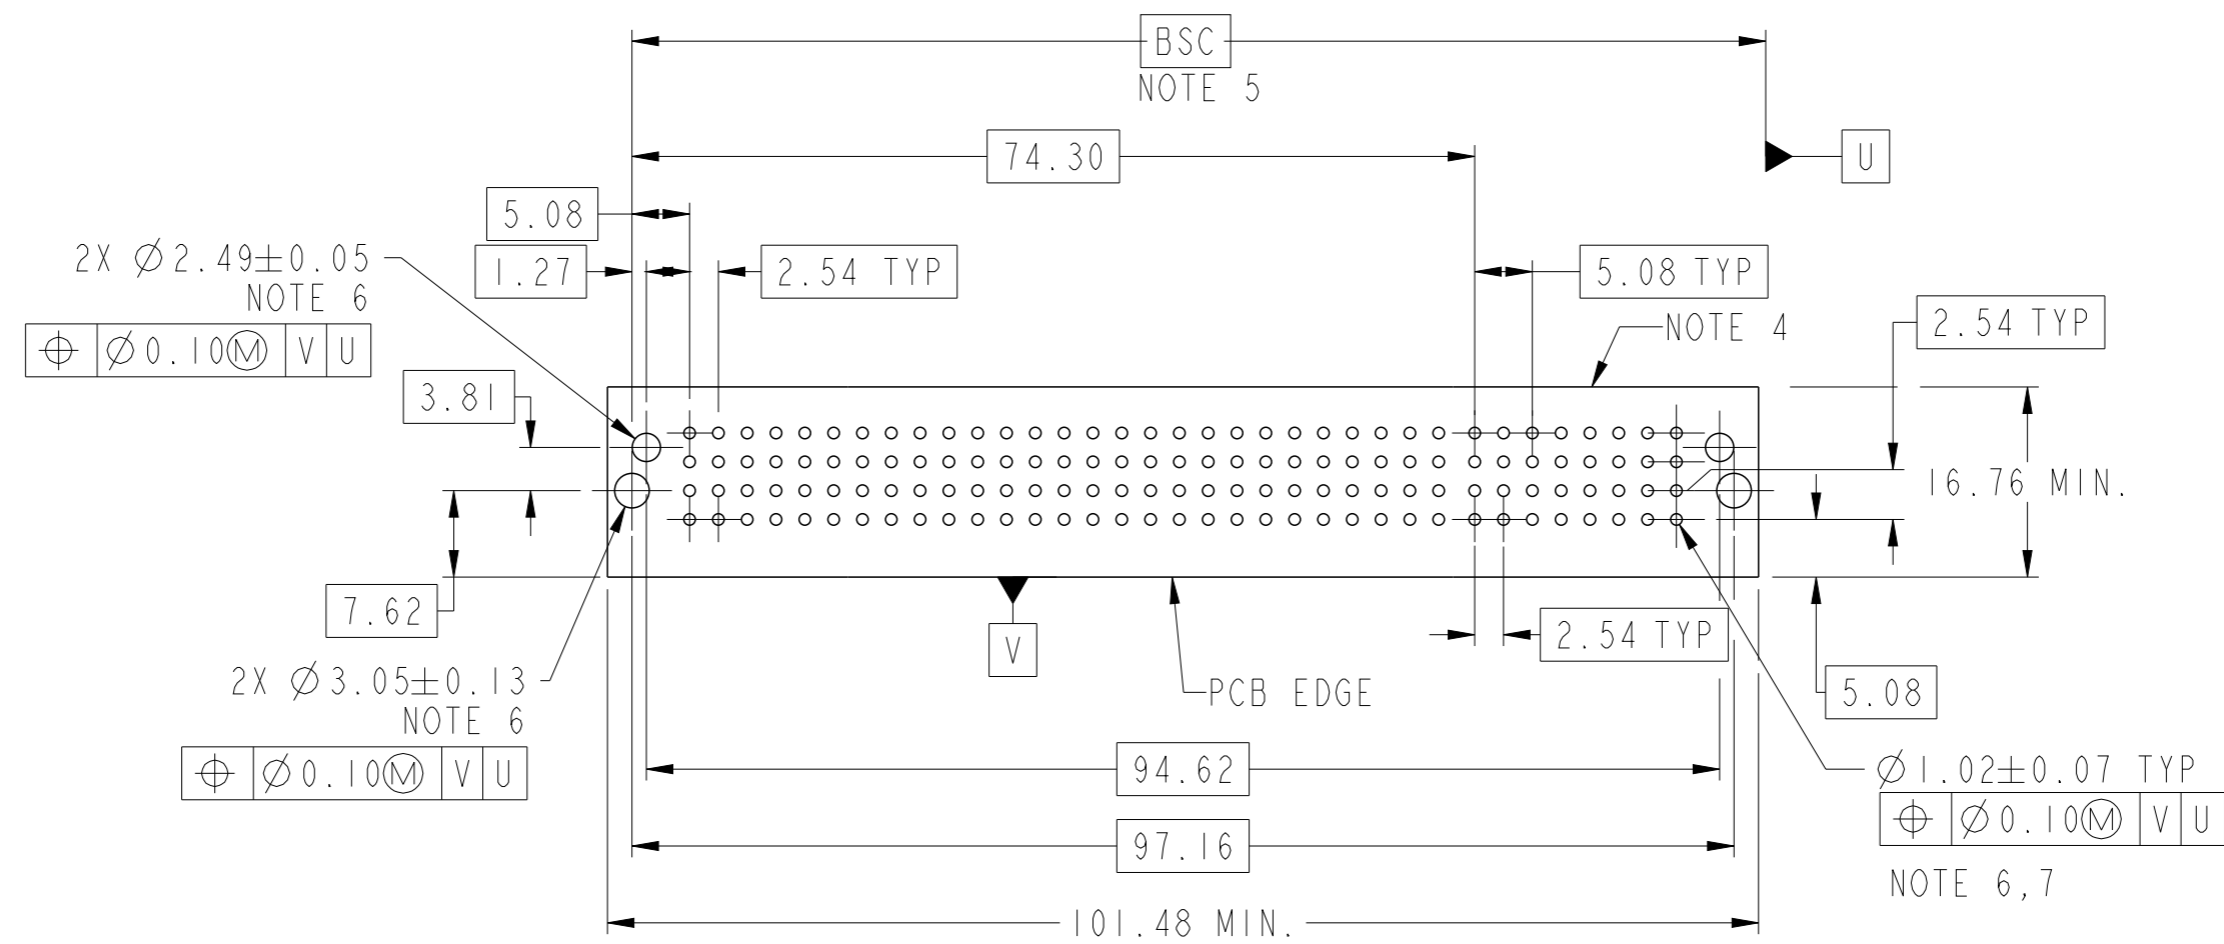 BSC
NOTE 5
74.30
U
5.08
2X Ø2.49±0.05
NOTE 6
1.27
2.54 TYP
5.08 TYP
⌖ Ø0.10Ⓜ V U
NOTE 4
2.54 TYP
3.81
16.76 MIN.
7.62
V
2.54 TYP
2X Ø3.05±0.13
NOTE 6
⌖ Ø0.10Ⓜ V U
PCB EDGE
5.08
94.62
Ø1.02±0.07 TYP
⌖ Ø0.10Ⓜ V U
NOTE 6,7
97.16
101.48 MIN.